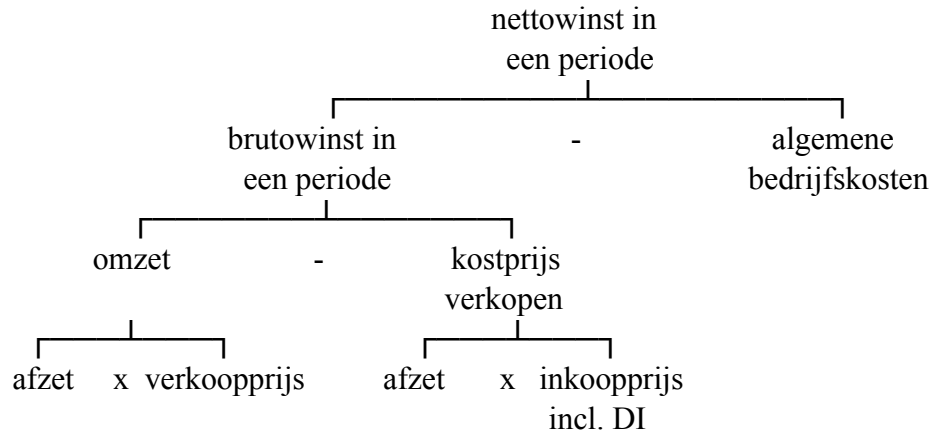 nettowinst in
een periode
brutowinst in - algemene
een periode bedrijfskosten
omzet - kostprijs
verkopen
afzet x verkoopprijs afzet x inkoopprijs
incl. DI